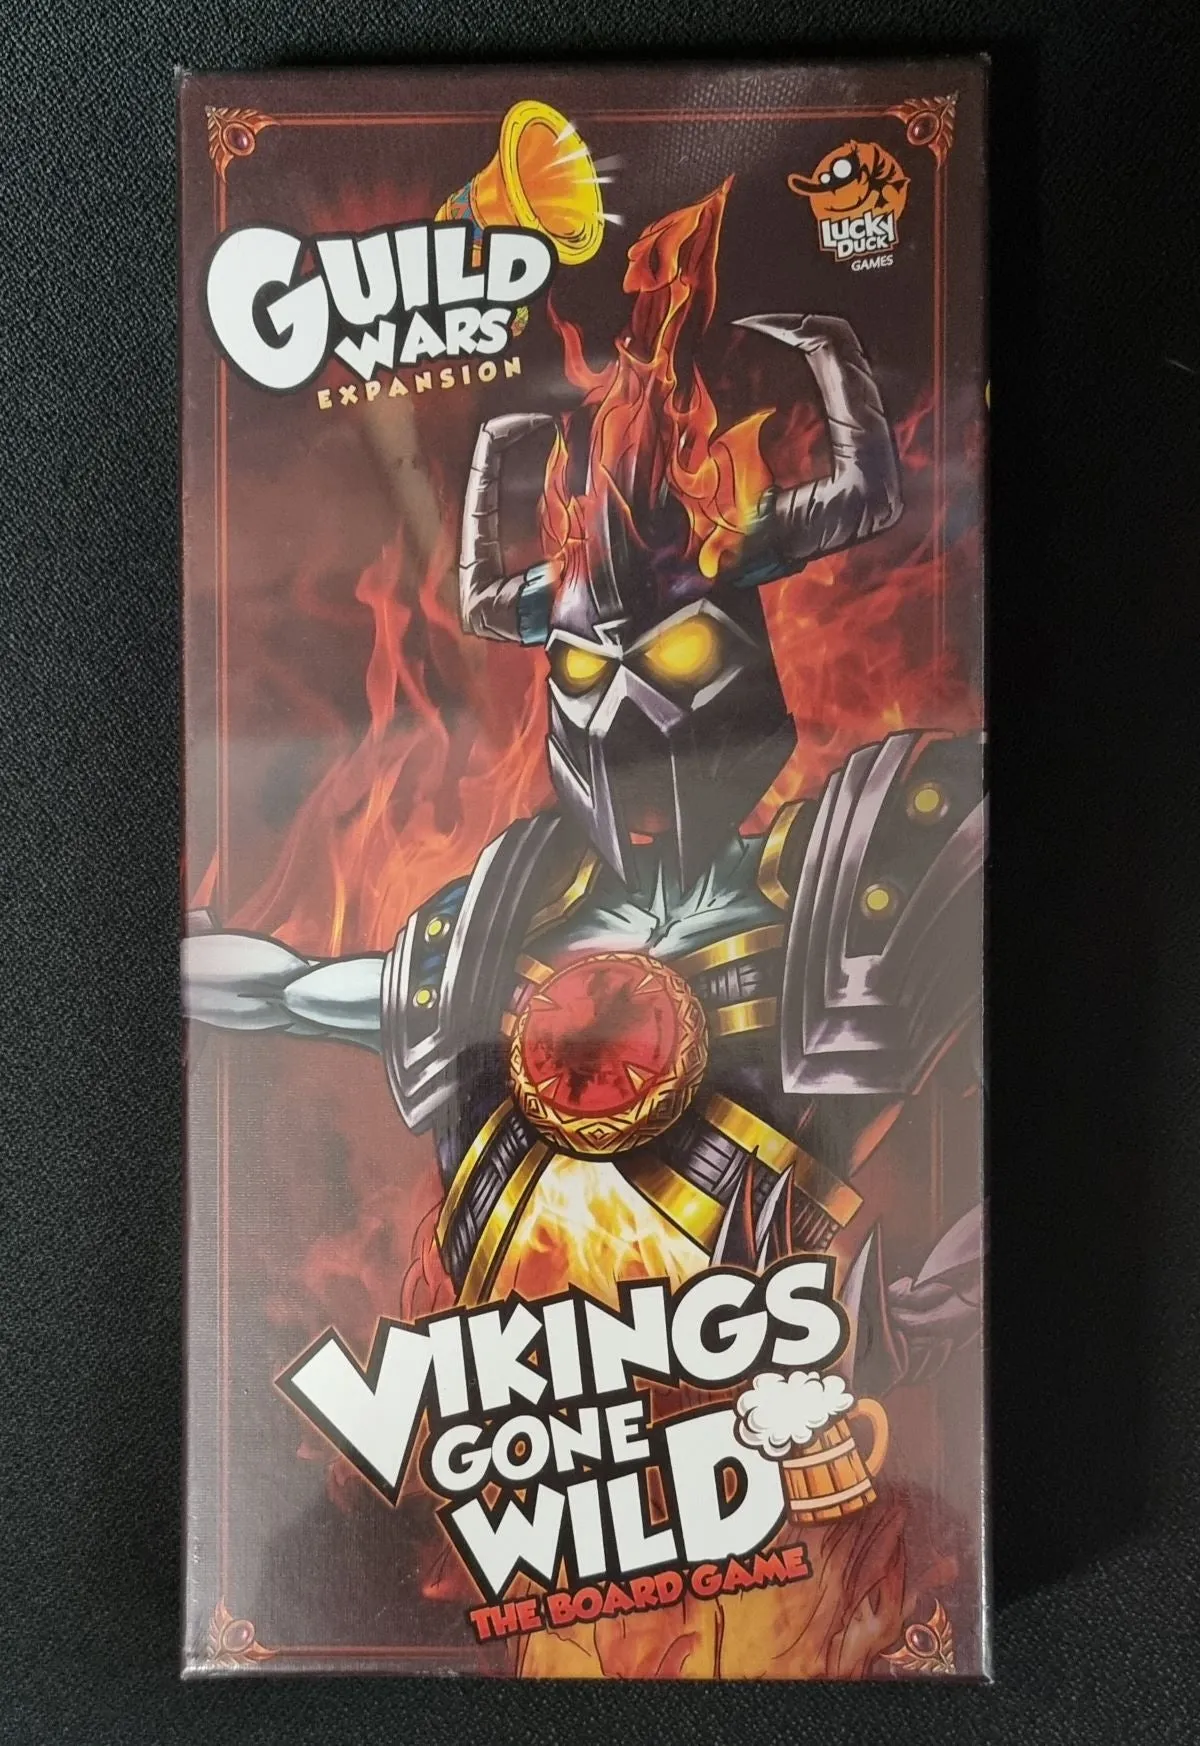 GUILD
WARS
EXPANSION
LUCKY
DUCK
GAMES
VIKINGS
GONE
WILD
THE BOARD GAME